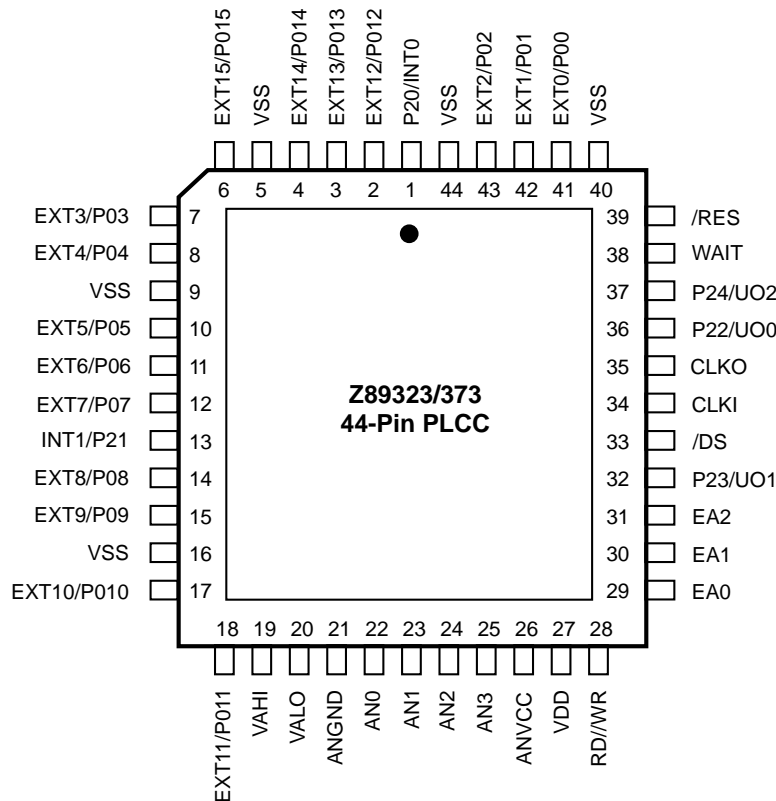 EXT15/P015
VSS
EXT14/P014
EXT13/P013
EXT12/P012
P20/INT0
VSS
EXT2/P02
EXT1/P01
EXT0/P00
VSS
6 5 4 3 2 1 44 43 42 41 40
EXT3/P03 7 39 /RES
EXT4/P04 8 38 WAIT
VSS 9 37 P24/UO2
EXT5/P05 10 36 P22/UO0
EXT6/P06 11 35 CLKO
EXT7/P07 12 34 CLKI
Z89323/373
44-Pin PLCC
INT1/P21 13 33 /DS
EXT8/P08 14 32 P23/UO1
EXT9/P09 15 31 EA2
VSS 16 30 EA1
EXT10/P010 17 29 EA0
18 19 20 21 22 23 24 25 26 27 28
EXT11/P011
VAHI
VALO
ANGND
AN0
AN1
AN2
AN3
ANVCC
VDD
RD//WR